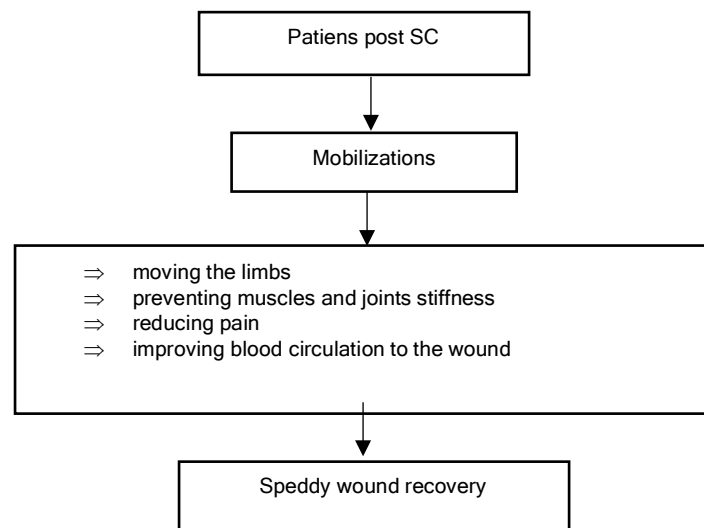 Patiens post SC
Mobilizations
⇒ moving the limbs
⇒ preventing muscles and joints stiffness
⇒ reducing pain
⇒ improving blood circulation to the wound
Speddy wound recovery